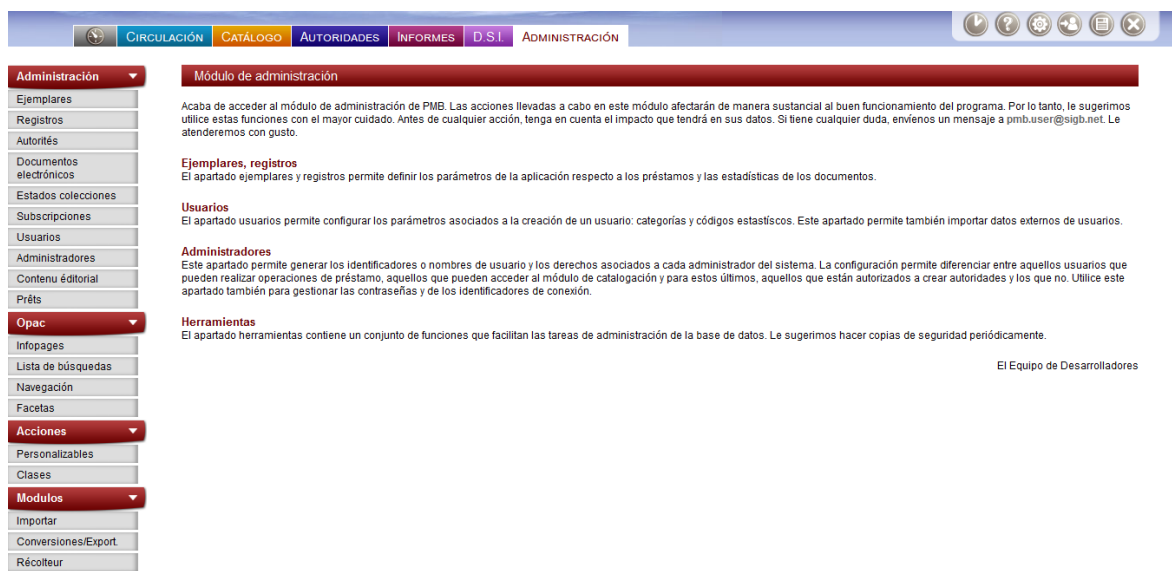 CIRCULACIÓN CATÁLOGO AUTORIDADES INFORMES D.S.I. ADMINISTRACIÓN
Administración
Ejemplares
Registros
Autorités
Documentos
electrónicos
Estados colecciones
Subscripciones
Usuarios
Administradores
Contenu éditorial
Prêts
Opac
Infopages
Lista de búsquedas
Navegación
Facetas
Acciones
Personalizables
Clases
Modulos
Importar
Conversiones/Export.
Récolteur
Módulo de administración
Acaba de acceder al módulo de administración de PMB. Las acciones llevadas a cabo en este módulo afectarán de manera sustancial al buen funcionamiento del programa. Por lo tanto, le sugerimos
utilice estas funciones con el mayor cuidado. Antes de cualquier acción, tenga en cuenta el impacto que tendrá en sus datos. Si tiene cualquier duda, envíenos un mensaje a pmb.user@sigb.net. Le
atenderemos con gusto.
Ejemplares, registros
El apartado ejemplares y registros permite definir los parámetros de la aplicación respecto a los préstamos y las estadísticas de los documentos.
Usuarios
El apartado usuarios permite configurar los parámetros asociados a la creación de un usuario: categorías y códigos estastíscos. Este apartado permite también importar datos externos de usuarios.
Administradores
Este apartado permite generar los identificadores o nombres de usuario y los derechos asociados a cada administrador del sistema. La configuración permite diferenciar entre aquellos usuarios que
pueden realizar operaciones de préstamo, aquellos que pueden acceder al módulo de catalogación y para estos últimos, aquellos que están autorizados a crear autoridades y los que no. Utilice este
apartado también para gestionar las contraseñas y de los identificadores de conexión.
Herramientas
El apartado herramientas contiene un conjunto de funciones que facilitan las tareas de administración de la base de datos. Le sugerimos hacer copias de seguridad periódicamente.
El Equipo de Desarrolladores